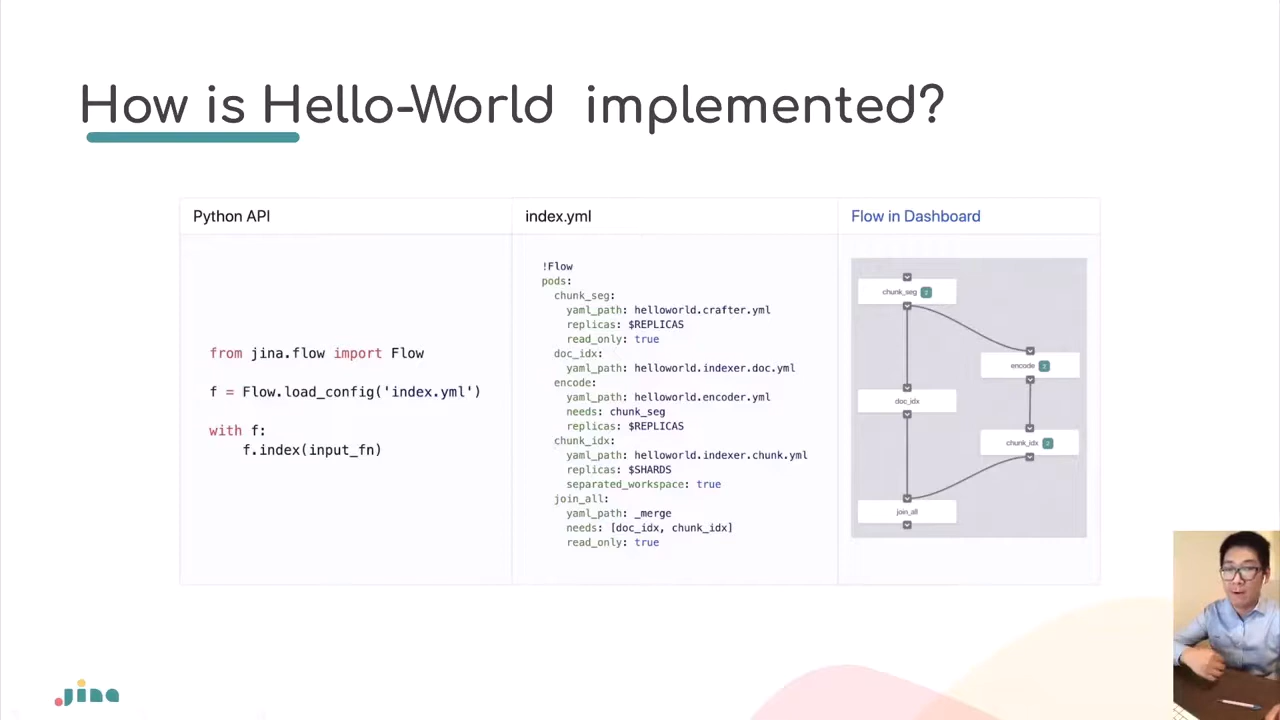 How is Hello-World implemented?
Python API
index.yml
Flow in Dashboard
from jina.flow import Flow
f = Flow.load_config('index.yml')
with f:
f.index(input_fn)
!Flow
pods:
chunk_seg:
yaml_path: helloworld.crafter.yml
replicas: $REPLICAS
read_only: true
doc_idx:
yaml_path: helloworld.indexer.doc.yml
encode:
yaml_path: helloworld.encoder.yml
needs: chunk_seg
replicas: $REPLICAS
chunk_idx:
yaml_path: helloworld.indexer.chunk.yml
replicas: $SHARDS
separated_workspace: true
join_all:
yaml_path: _merge
needs: [doc_idx, chunk_idx]
read_only: true
chunk_seg 2
encode 2
doc_idx
chunk_idx 2
join_all
jina